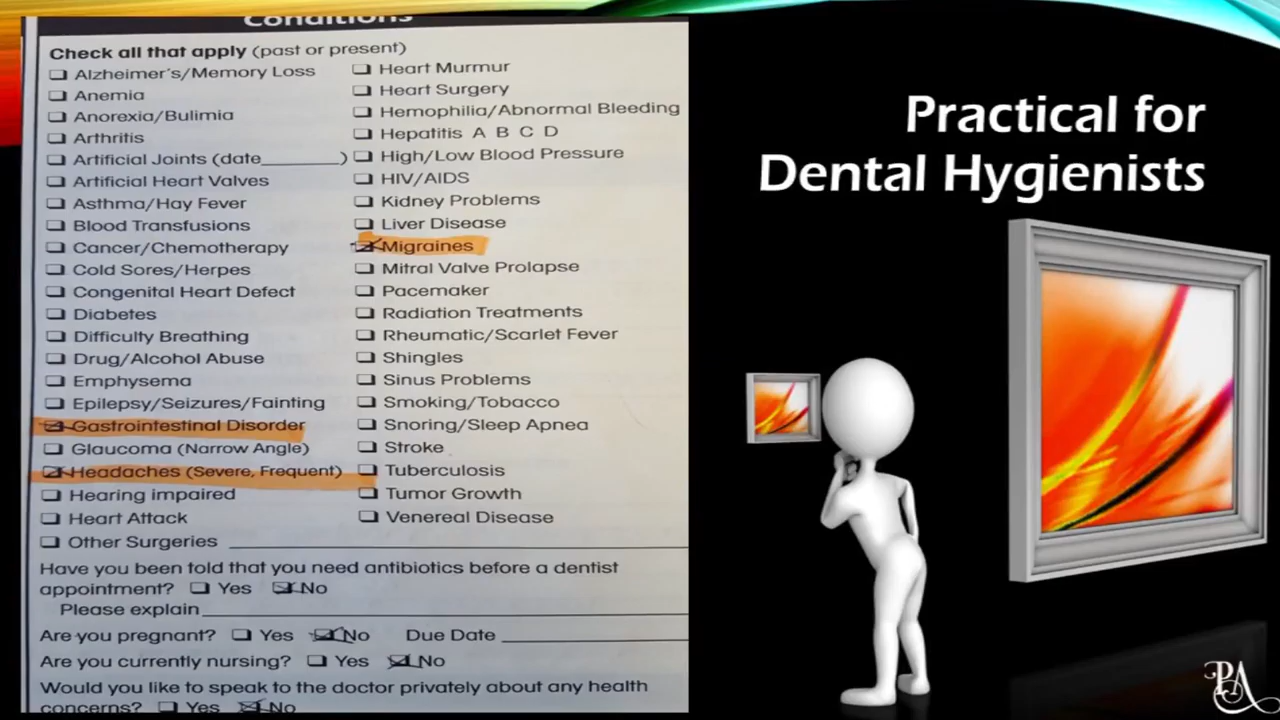 Conditions
Check all that apply (past or present)
Alzheimer's/Memory Loss
Anemia
Anorexia/Bulimia
Arthritis
Artificial Joints (date_______)
Artificial Heart Valves
Asthma/Hay Fever
Blood Transfusions
Cancer/Chemotherapy
Cold Sores/Herpes
Congenital Heart Defect
Diabetes
Difficulty Breathing
Drug/Alcohol Abuse
Emphysema
Epilepsy/Seizures/Fainting
Gastrointestinal Disorder
Glaucoma (Narrow Angle)
Headaches (Severe, Frequent)
Hearing impaired
Heart Attack
Other Surgeries
Heart Murmur
Heart Surgery
Hemophilia/Abnormal Bleeding
Hepatitis A B C D
High/Low Blood Pressure
HIV/AIDS
Kidney Problems
Liver Disease
Migraines
Mitral Valve Prolapse
Pacemaker
Radiation Treatments
Rheumatic/Scarlet Fever
Shingles
Sinus Problems
Smoking/Tobacco
Snoring/Sleep Apnea
Stroke
Tuberculosis
Tumor Growth
Venereal Disease
Have you been told that you need antibiotics before a dentist
appointment? Yes No
Please explain
Are you pregnant? Yes No Due Date
Are you currently nursing? Yes No
Would you like to speak to the doctor privately about any health
concerns? Yes No
Practical for
Dental Hygienists
PA